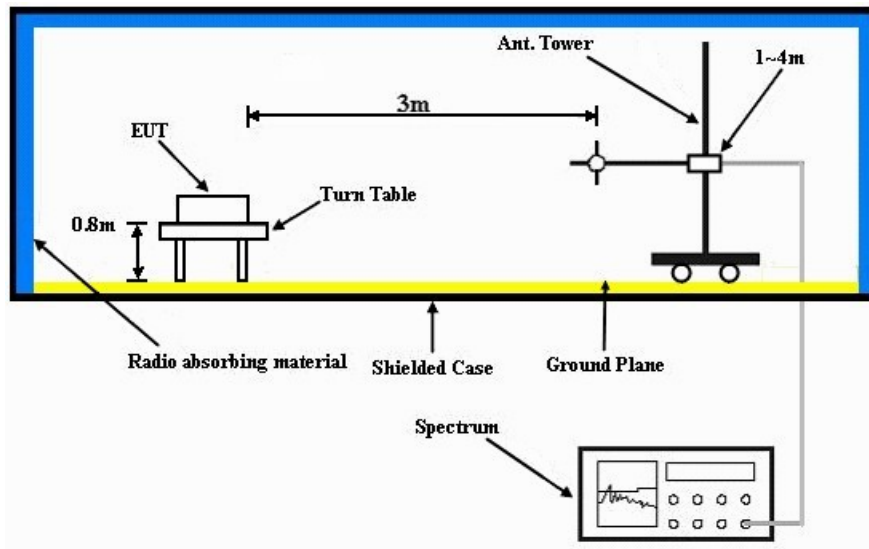 Ant. Tower
1~4m
3m
EUT
Turn Table
0.8m
Radio absorbing material
Shielded Case
Ground Plane
Spectrum